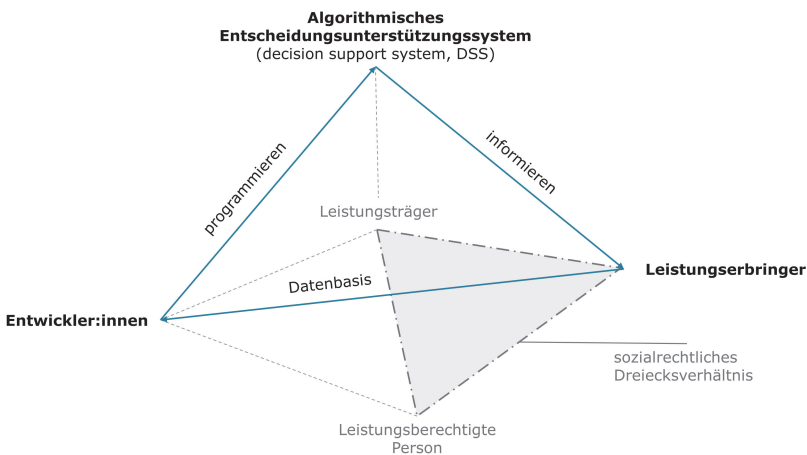 Algorithmisches
Entscheidungsunterstützungssystem
(decision support system, DSS)
programmieren
informieren
Leistungsträger
Datenbasis
Leistungserbringer
Entwickler:innen
sozialrechtliches
Dreiecksverhältnis
Leistungsberechtigte
Person